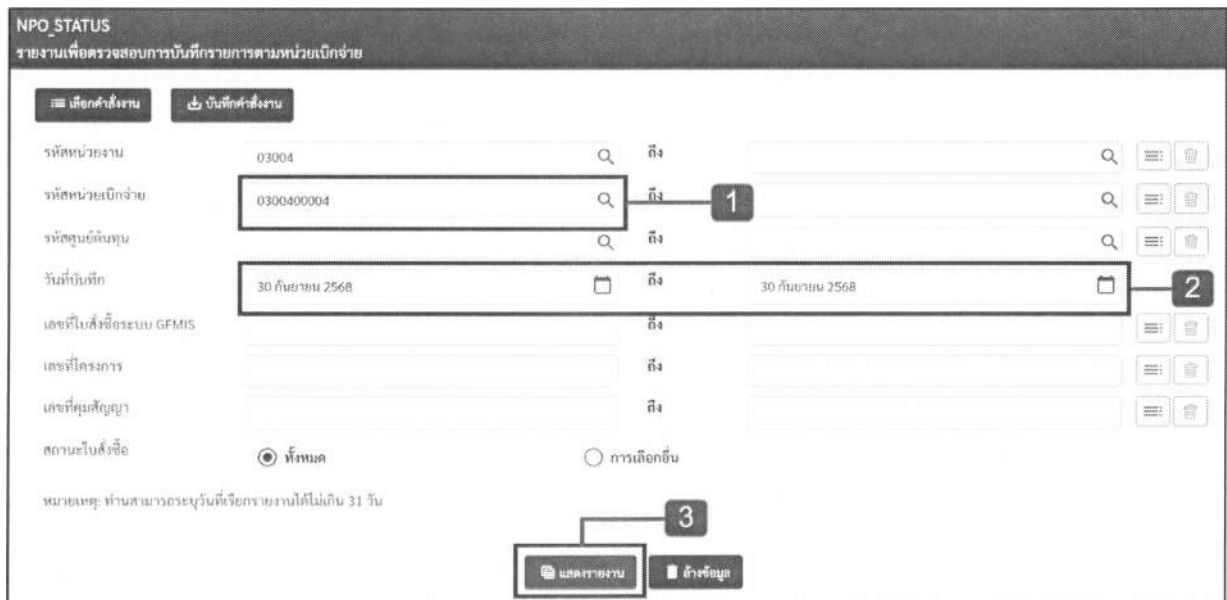 NPO_STATUS
รายงานเพื่อตรวจสอบการบันทึกรายการตามหน่วยเบิกจ่าย
เลือกคำสั่งงาน บันทึกคำสั่งงาน
รหัสหน่วยงาน 03004 ถึง
รหัสหน่วยเบิกจ่าย 0300400004 ถึง 1
รหัสศูนย์ต้นทุน ถึง
วันที่บันทึก 30 กันยายน 2568 ถึง 30 กันยายน 2568 2
เลขที่ใบสั่งซื้อระบบ GFMIS ถึง
เลขที่โครงการ ถึง
เลขที่คุมสัญญา ถึง
สถานะใบสั่งซื้อ ทั้งหมด การเลือกอื่น
หมายเหตุ: ท่านสามารถระบุวันที่เรียกรายงานได้ไม่เกิน 31 วัน
3
แสดงรายงาน ล้างข้อมูล